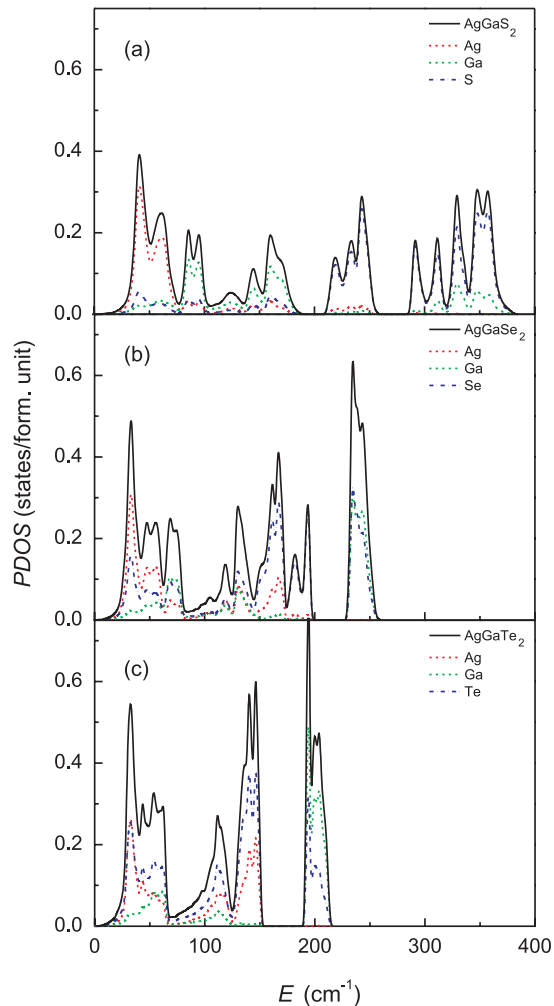 AgGaS2
Ag
Ga
S
(a)
0.6
0.4
0.2
0.0
AgGaSe2
Ag
Ga
Se
(b)
0.6
0.4
0.2
0.0
AgGaTe2
Ag
Ga
Te
(c)
0.6
0.4
0.2
0.0
0 100 200 300 400
PDOS (states/form. unit)
E (cm-1)